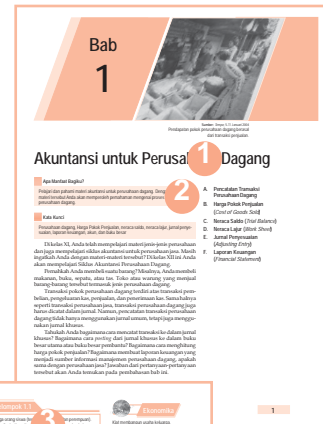 Bab
1
Sumber: Tempo, 5-11 Januari 2004
Pendapatan pokok perusahaan dagang berasal
dari transaksi penjualan.
Akuntansi untuk Perusa 1 Dagang
Apa Manfaat Bagiku?
Pelajari dan pahami materi akuntansi untuk perusahaan dagang. Deng
materi tersebut Anda akan memperoleh pemahaman mengenai proses
perusahaan dagang.
2
Kata Kunci
Perusahaan Dagang, Harga Pokok Penjualan, neraca saldo, neraca lajur, jurnal penye-
suaian, laporan keuangan, akun, dan buku besar
A. Pencatatan Transaksi
Perusahaan Dagang
B. Harga Pokok Penjualan
(Cost of Goods Sold)
C. Neraca Saldo (Trial Balance)
D. Neraca Lajur (Work Sheet)
E. Jurnal Penyesuaian
(Adjusting Entry)
F. Laporan Keuangan
(Financial Statement)
Di kelas XI, Anda telah mempelajari materi jenis-jenis perusahaan
dan juga mempelajari siklus akuntansi perusahaan jasa. Masih
ingatkah Anda dengan materi-materi tersebut? Di kelas XII ini Anda
akan mempelajari Siklus Akuntansi Perusahaan Dagang.
Pernahkah Anda membeli suatu barang? Misalnya, Anda membeli
makanan, buku, sepatu, atau tas. Toko atau warung yang menjual
barang-barang tersebut termasuk jenis perusahaan dagang.
Transaksi pokok perusahaan dagang terdiri atas transaksi pem-
belian, pengeluaran kas, penjualan, dan penerimaan kas. Sama halnya
seperti transaksi perusahaan jasa, transaksi perusahaan dagang juga
harus dicatat dalam jurnal. Namun, pencatatan transaksi perusahaan
dagang tidak hanya menggunakan jurnal umum, tetapi juga menggu-
nakan jurnal khusus.
Tahukah Anda bagaimana cara mencatat transaksi ke dalam jurnal
khusus? Bagaimana cara posting dari jurnal khusus ke dalam buku
besar utama atau buku besar pembantu? Bagaimana cara menghitung
harga pokok penjualan? Bagaimana membuat laporan keuangan yang
menjadi sumber informasi manajemen perusahaan dagang, apakah
sama dengan perusahaan jasa? Jawaban dari pertanyaan-pertanyaan
tersebut akan Anda temukan pada pembahasan bab ini.
1
3
Ekonomika
Kiat membangun usaha keluarga